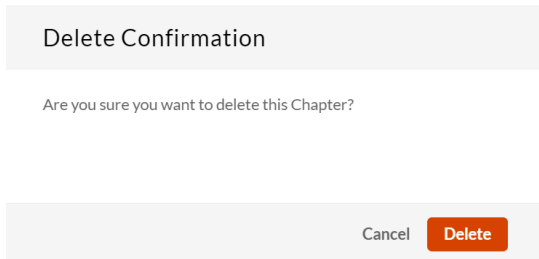 Delete Confirmation
Are you sure you want to delete this Chapter?
Cancel Delete